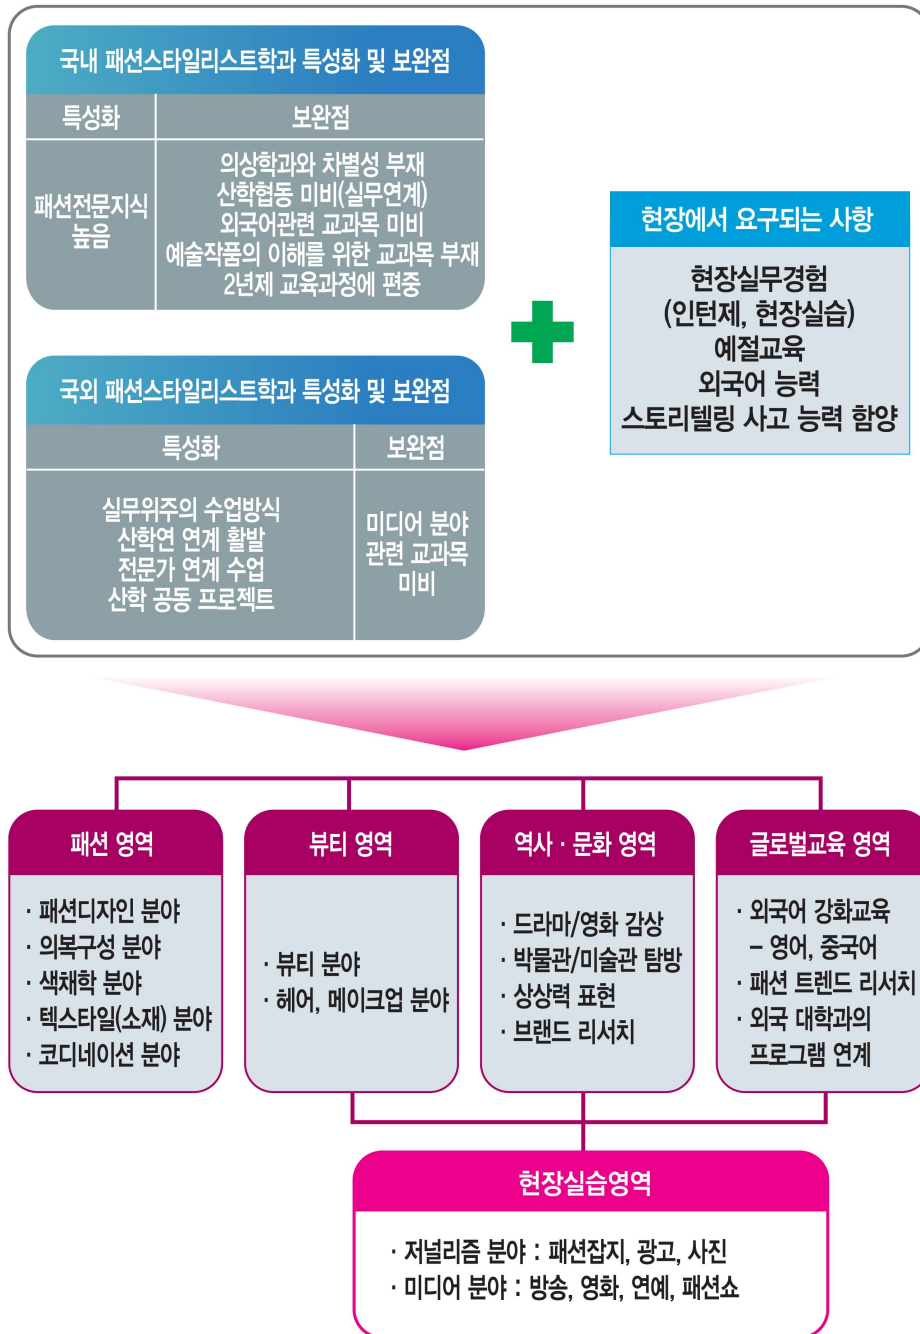 국내 패션스타일리스트학과 특성화 및 보완점
특성화
보완점
패션전문지식
높음
의상학과와 차별성 부재
산학협동 미비(실무연계)
외국어관련 교과목 미비
예술작품의 이해를 위한 교과목 부재
2년제 교육과정에 편중
국외 패션스타일리스트학과 특성화 및 보완점
특성화
보완점
실무위주의 수업방식
산학연 연계 활발
전문가 연계 수업
산학 공동 프로젝트
미디어 분야
관련 교과목
미비
현장에서 요구되는 사항
현장실무경험
(인턴제, 현장실습)
예절교육
외국어 능력
스토리텔링 사고 능력 함양
패션 영역
· 패션디자인 분야
· 의복구성 분야
· 색채학 분야
· 텍스타일(소재) 분야
· 코디네이션 분야
뷰티 영역
· 뷰티 분야
· 헤어, 메이크업 분야
역사 · 문화 영역
· 드라마/영화 감상
· 박물관/미술관 탐방
· 상상력 표현
· 브랜드 리서치
글로벌교육 영역
· 외국어 강화교육
– 영어, 중국어
· 패션 트렌드 리서치
· 외국 대학과의
프로그램 연계
현장실습영역
· 저널리즘 분야 : 패션잡지, 광고, 사진
· 미디어 분야 : 방송, 영화, 연예, 패션쇼